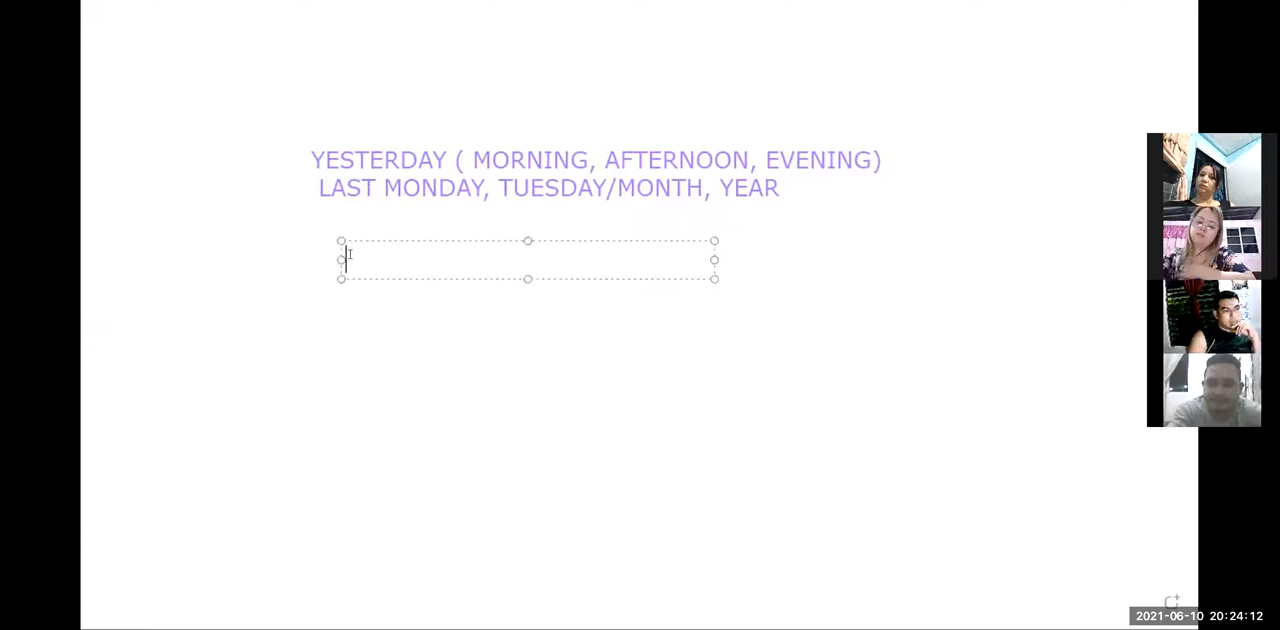 YESTERDAY ( MORNING, AFTERNOON, EVENING)
LAST MONDAY, TUESDAY/MONTH, YEAR
2021-06-10 20:24:12